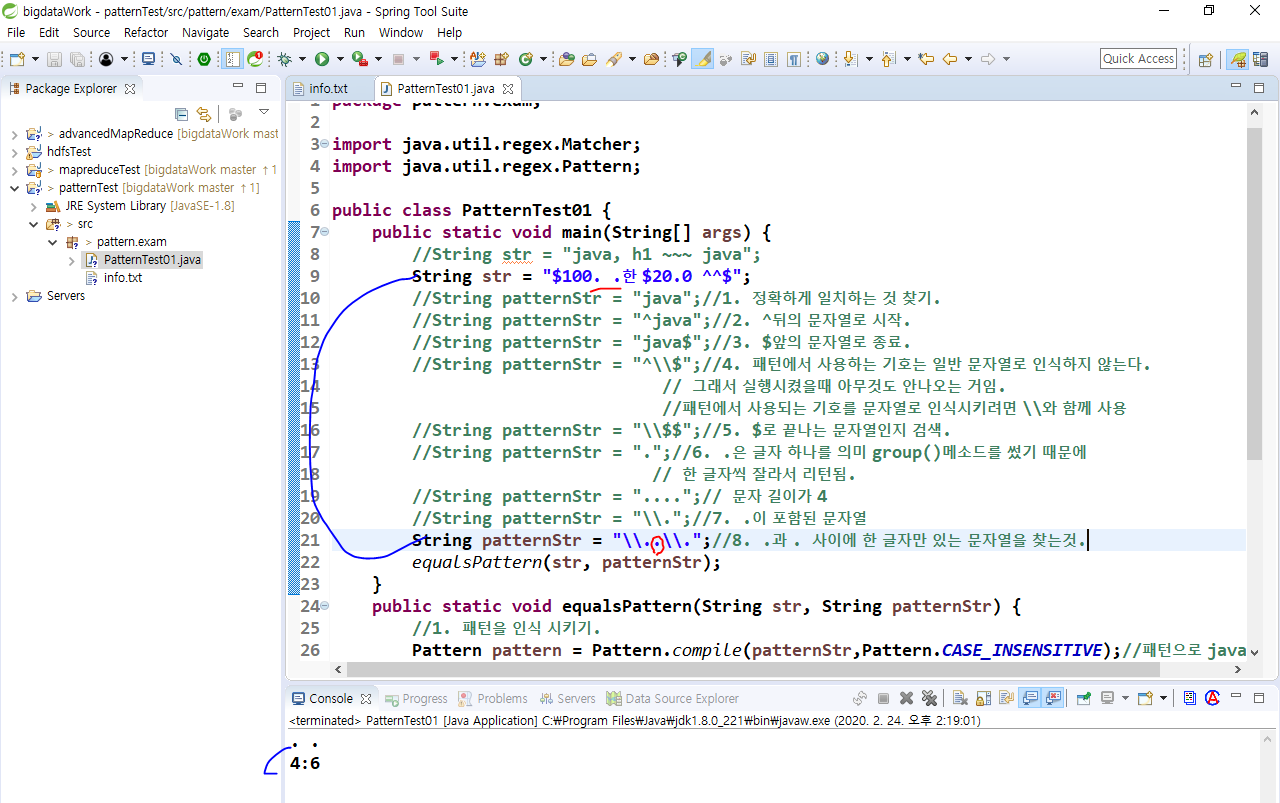 bigdataWork - patternTest/src/pattern/exam/PatternTest01.java - Spring Tool Suite
File Edit Source Refactor Navigate Search Project Run Window Help
Quick Access
Package Explorer
info.txt
PatternTest01.java
> advancedMapReduce [bigdataWork mast
hdfsTest
> mapreduceTest [bigdataWork master ↑1
> patternTest [bigdataWork master ↑1]
JRE System Library [JavaSE-1.8]
> src
> pattern.exam
PatternTest01.java
info.txt
Servers
1 package pattern.exam;
2
3 import java.util.regex.Matcher;
4 import java.util.regex.Pattern;
5
6 public class PatternTest01 {
7 public static void main(String[] args) {
8 //String str = "java, h1 ~~~ java";
9 String str = "$100. .한 $20.0 ^^$";
10 //String patternStr = "java";//1. 정확하게 일치하는 것 찾기.
11 //String patternStr = "^java";//2. ^뒤의 문자열로 시작.
12 //String patternStr = "java$";//3. $앞의 문자열로 종료.
13 //String patternStr = "^\\$";//4. 패턴에서 사용하는 기호는 일반 문자열로 인식하지 않는다.
14 // 그래서 실행시켰을때 아무것도 안나오는 거임.
15 //패턴에서 사용되는 기호를 문자열로 인식시키려면 \\와 함께 사용
16 //String patternStr = "\\$$";//5. $로 끝나는 문자열인지 검색.
17 //String patternStr = ".";//6. .은 글자 하나를 의미 group()메소드를 썼기 때문에
18 // 한 글자씩 잘라서 리턴됨.
19 //String patternStr = "....";// 문자 길이가 4
20 //String patternStr = "\\.";//7. .이 포함된 문자열
21 String patternStr = "\\..\\.";//8. .과 . 사이에 한 글자만 있는 문자열을 찾는것.
22 equalsPattern(str, patternStr);
23 }
24 public static void equalsPattern(String str, String patternStr) {
25 //1. 패턴을 인식 시키기.
26 Pattern pattern = Pattern.compile(patternStr,Pattern.CASE_INSENSITIVE);//패턴으로 java
Console Progress Problems Servers Data Source Explorer
<terminated> PatternTest01 [Java Application] C:₩Program Files₩Java₩jdk1.8.0_221₩bin₩javaw.exe (2020. 2. 24. 오후 2:19:01)
. .
4:6